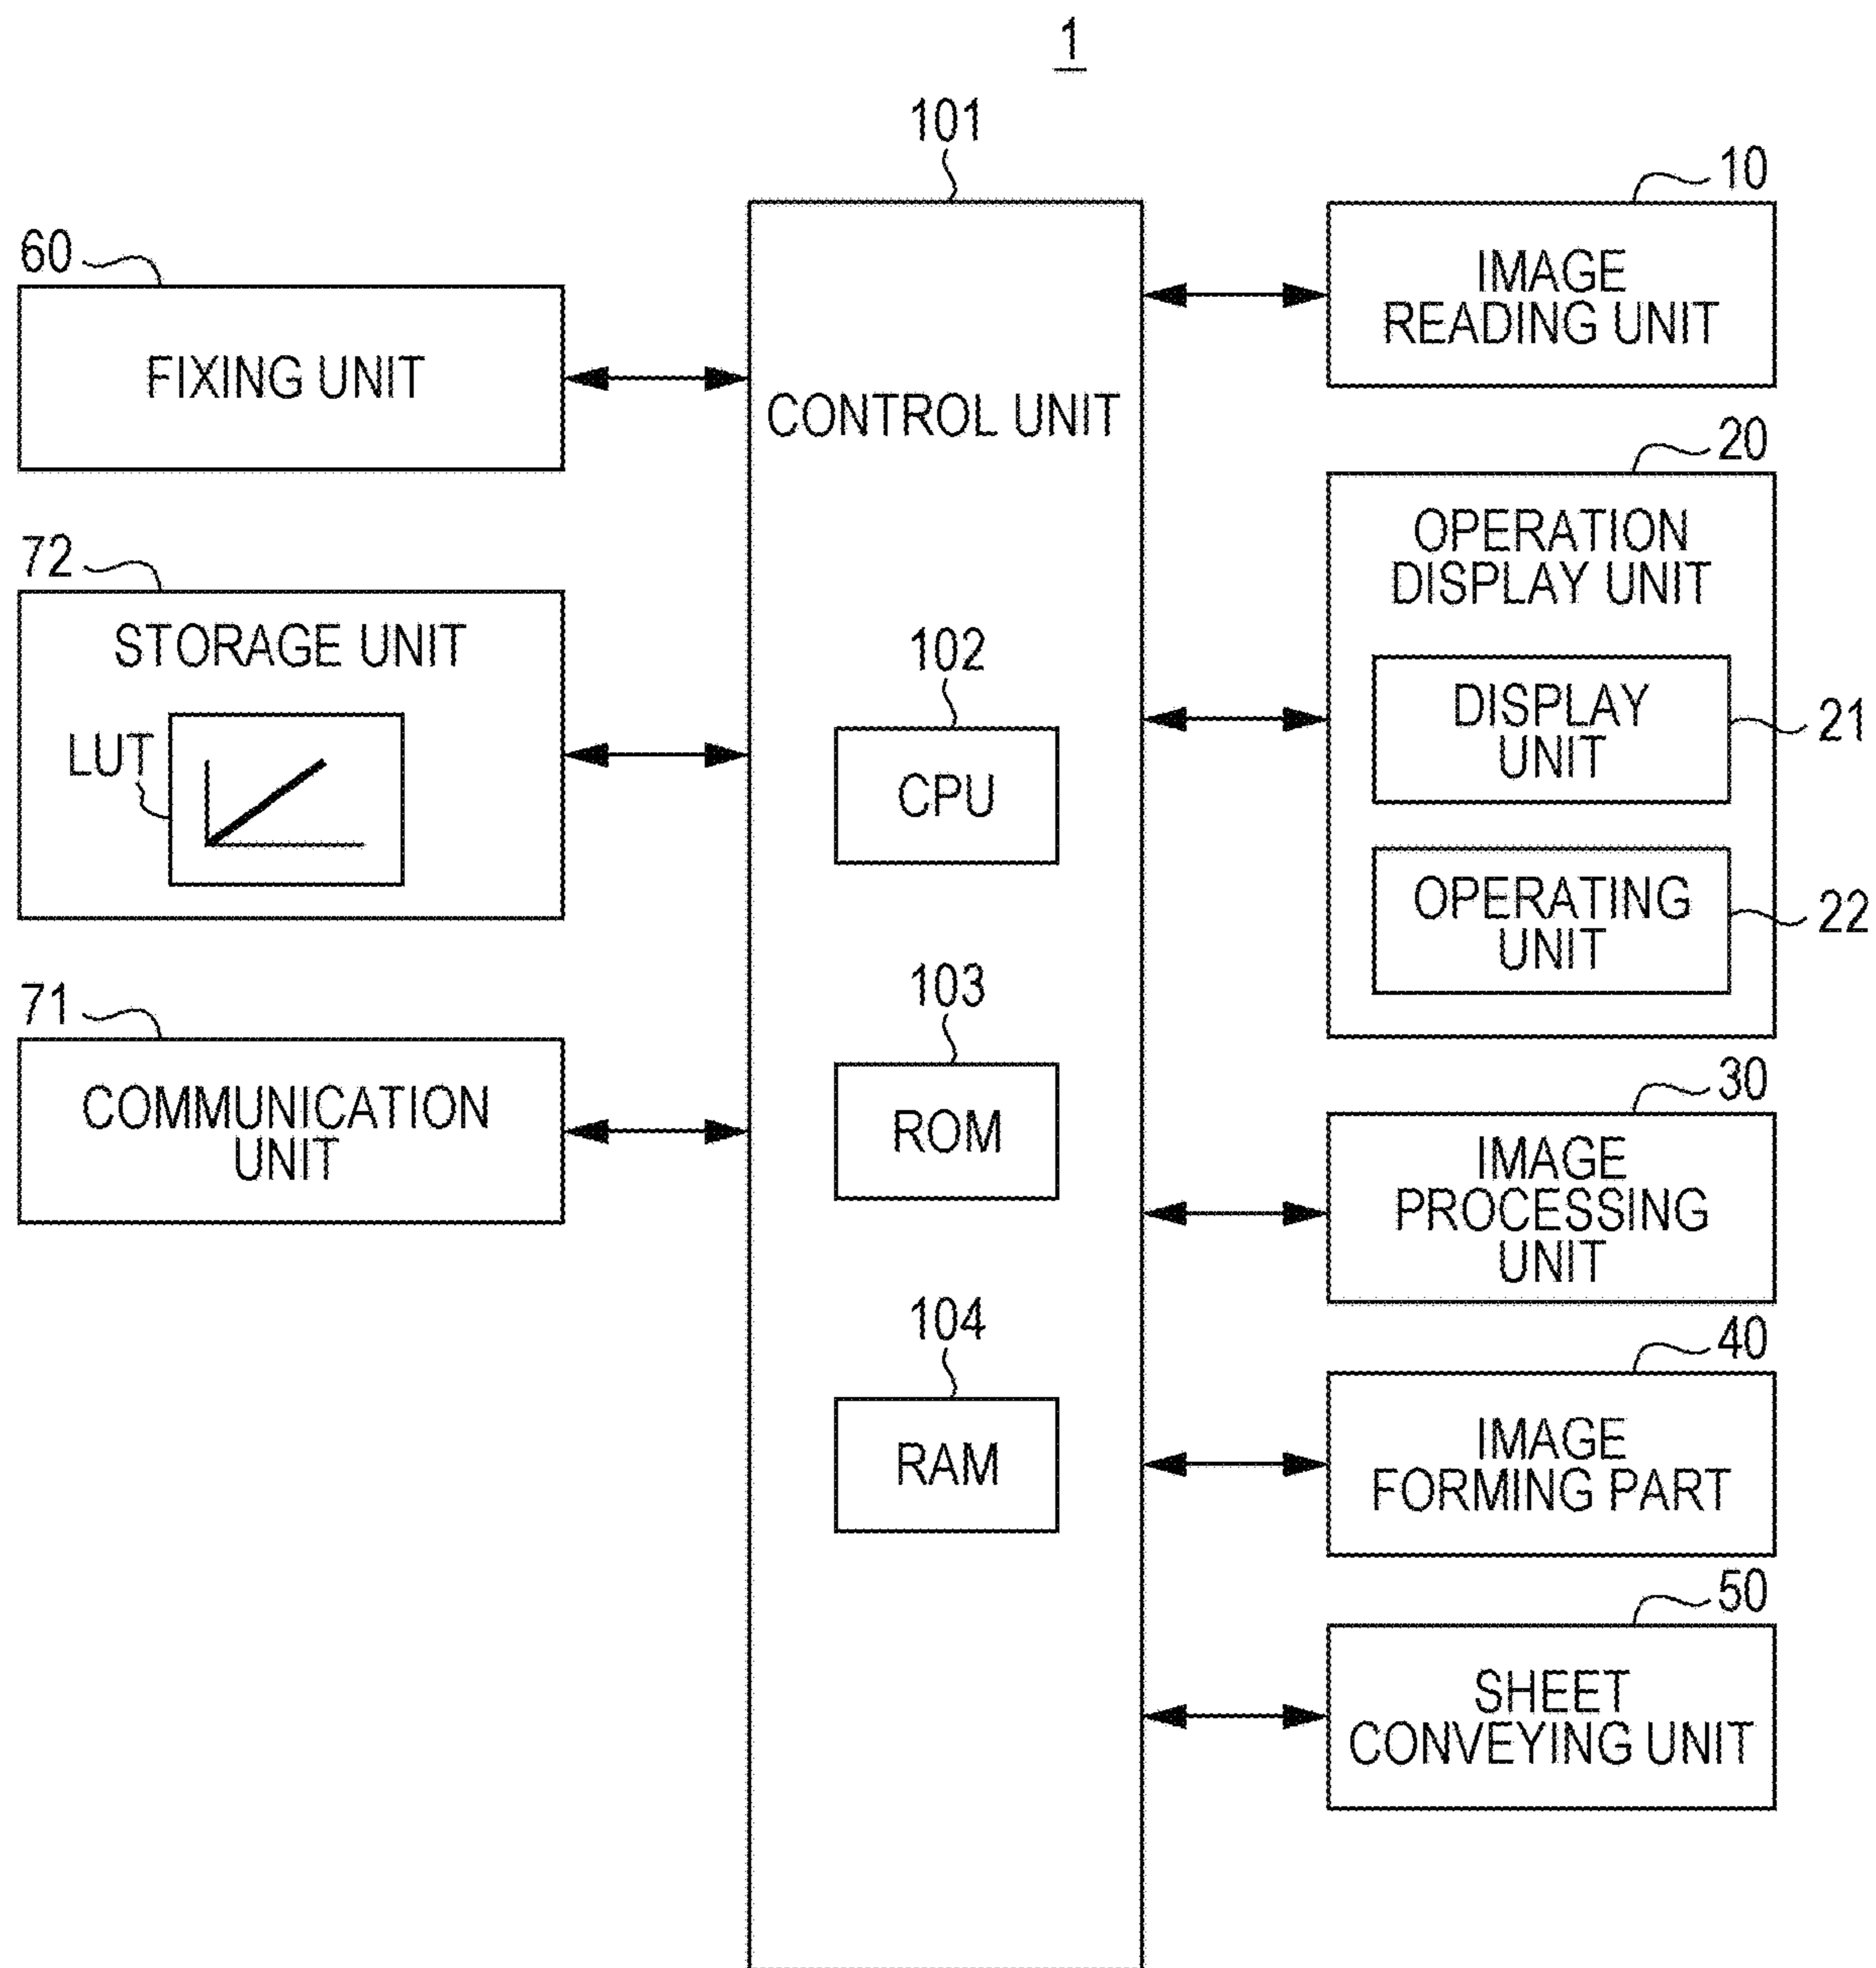 1
101
CONTROL UNIT
102
CPU
103
ROM
104
RAM
60
FIXING UNIT
72
STORAGE UNIT
LUT
71
COMMUNICATION
UNIT
10
IMAGE
READING UNIT
20
OPERATION
DISPLAY UNIT
DISPLAY
UNIT
21
OPERATING
UNIT
22
30
IMAGE
PROCESSING
UNIT
40
IMAGE
FORMING PART
50
SHEET
CONVEYING UNIT